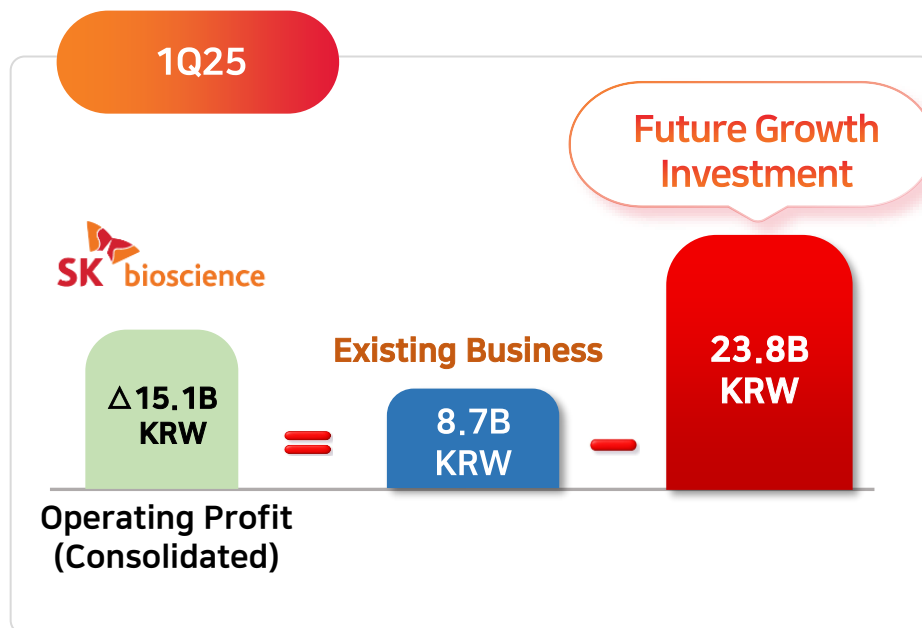 1Q25
Future Growth
Investment
SK bioscience
Existing Business
23.8B
KRW
△15.1B
KRW
8.7B
KRW
Operating Profit
(Consolidated)